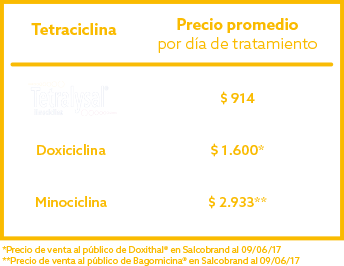 Tetraciclina
Precio promedio
por día de tratamiento
$ 914
Doxiciclina
$ 1.600*
Minociclina
$ 2.933**
*Precio de venta al público de Doxithal® en Salcobrand al 09/06/17
**Precio de venta al público de Bagomicina® en Salcobrand al 09/06/17